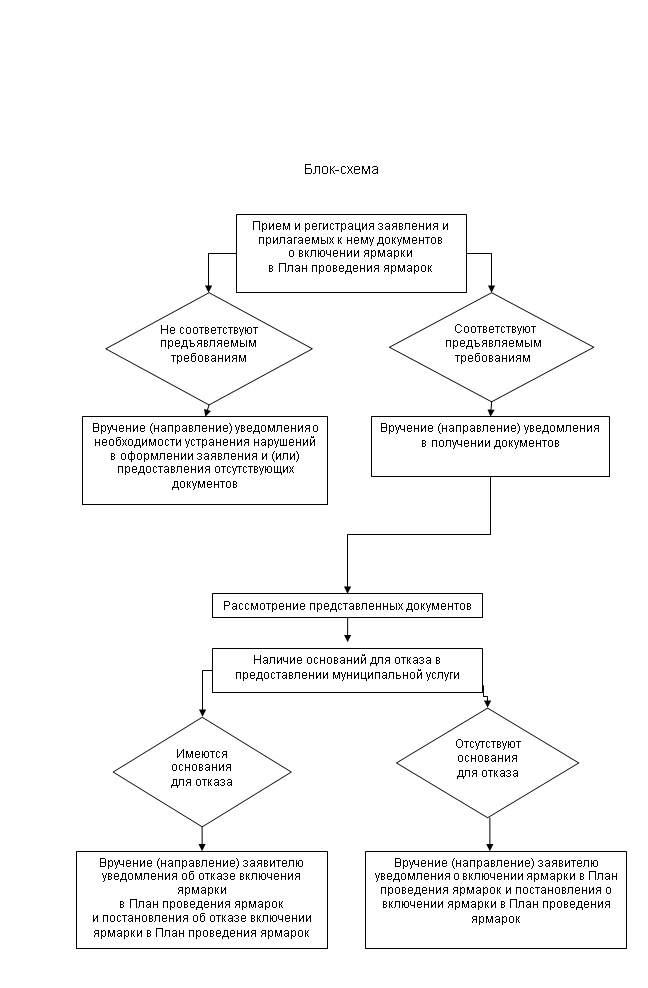 Блок-схема
Прием и регистрация заявления и
прилагаемых к нему документов
о включении ярмарки
в План проведения ярмарок
Не соответствуют
предъявляемым
требованиям
Соответствуют
предъявляемым
требованиям
Вручение (направление) уведомления о
необходимости устранения нарушений
в оформлении заявления и (или)
предоставления отсутствующих
документов
Вручение (направление) уведомления
в получении документов
Рассмотрение представленных документов
Наличие оснований для отказа в
предоставлении муниципальной услуги
Имеются
основания
для отказа
Отсутствуют
основания
для отказа
Вручение (направление) заявителю
уведомления об отказе включения
ярмарки
в План проведения ярмарок
и постановления об отказе включении
ярмарки в План проведения ярмарок
Вручение (направление) заявителю
уведомления о включении ярмарки в План
проведения ярмарок и постановления о
включении ярмарки в План проведения
ярмарок